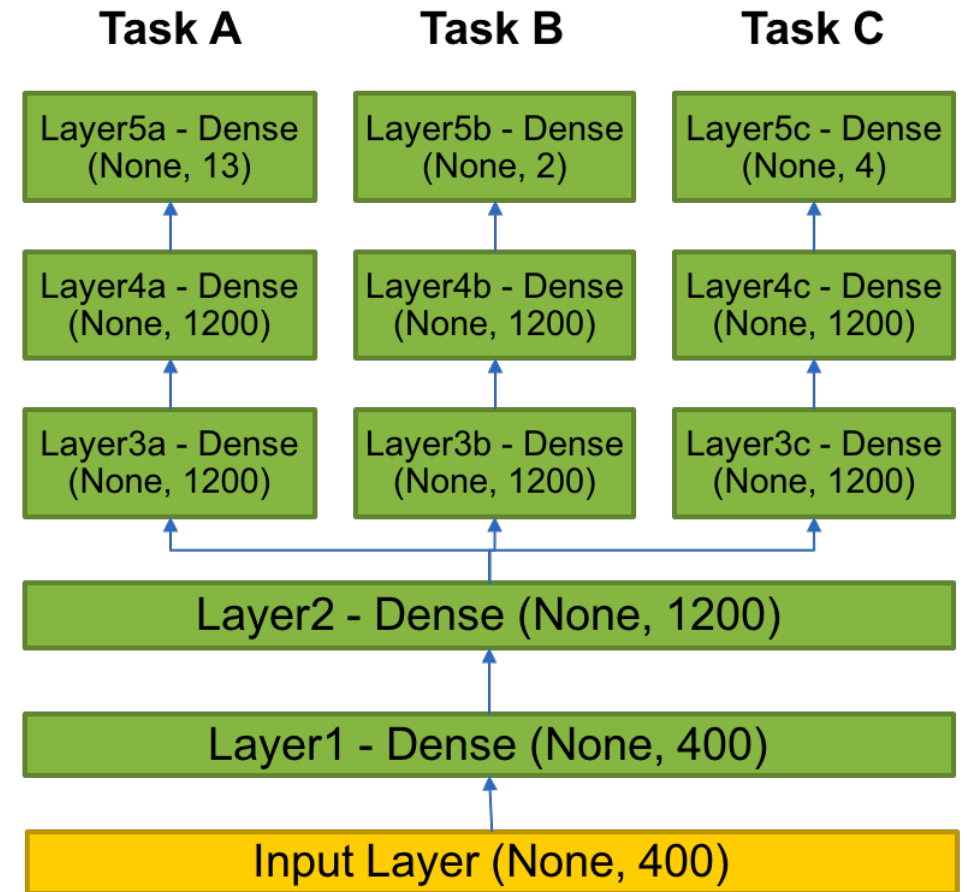 Task A
Task B
Task C
Layer5a - Dense
(None, 13)
Layer5b - Dense
(None, 2)
Layer5c - Dense
(None, 4)
Layer4a - Dense
(None, 1200)
Layer4b - Dense
(None, 1200)
Layer4c - Dense
(None, 1200)
Layer3a - Dense
(None, 1200)
Layer3b - Dense
(None, 1200)
Layer3c - Dense
(None, 1200)
Layer2 - Dense (None, 1200)
Layer1 - Dense (None, 400)
Input Layer (None, 400)